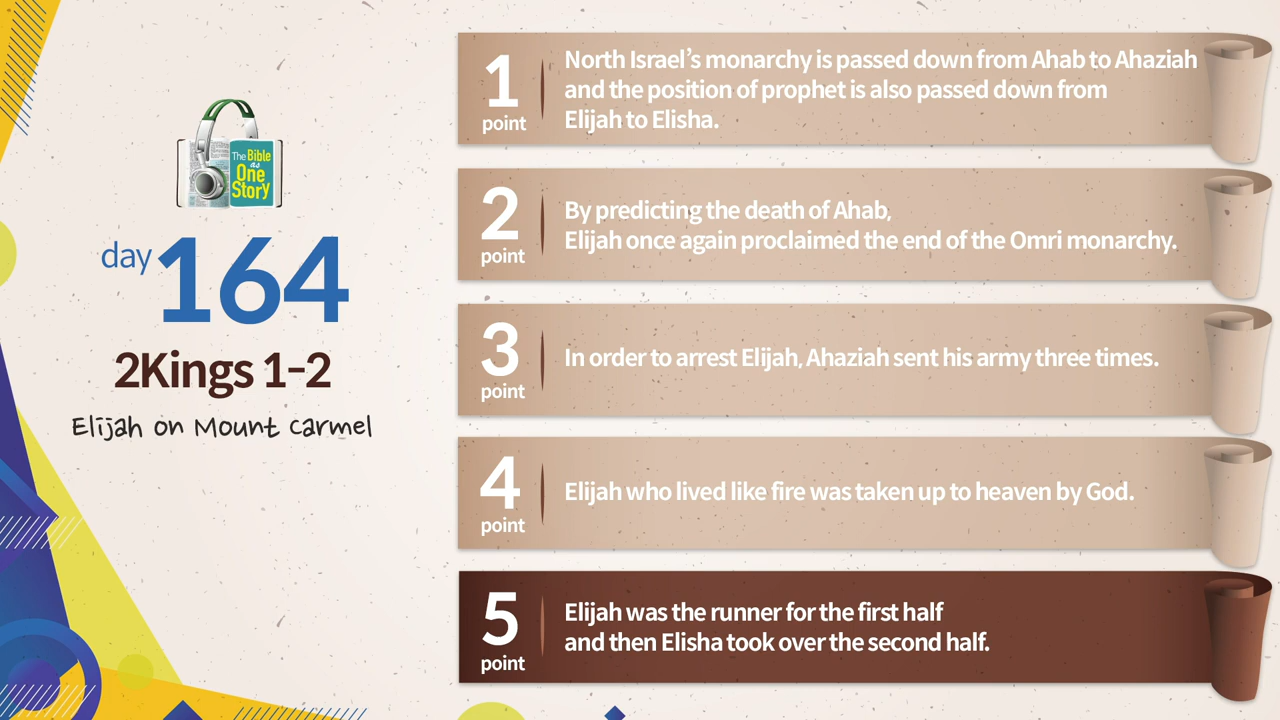 The Bible
as
One
Story
day 164
2Kings 1-2
Elijah on Mount Carmel
1
point
North Israel's monarchy is passed down from Ahab to Ahaziah
and the position of prophet is also passed down from
Elijah to Elisha.
2
point
By predicting the death of Ahab,
Elijah once again proclaimed the end of the Omri monarchy.
3
point
In order to arrest Elijah, Ahaziah sent his army three times.
4
point
Elijah who lived like fire was taken up to heaven by God.
5
point
Elijah was the runner for the first half
and then Elisha took over the second half.